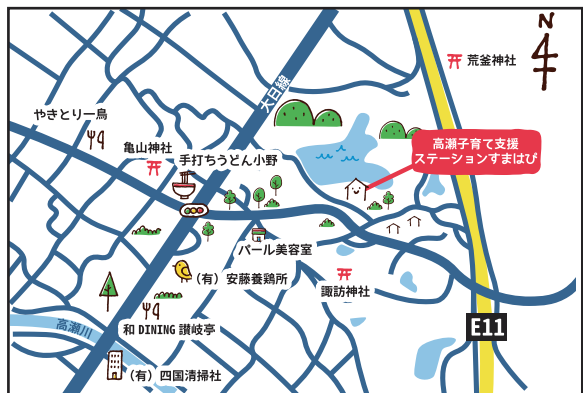 N
荒釜神社
大日線
やきとり一鳥
亀山神社
手打ちうどん小野
高瀬子育て支援
ステーションすまはぴ
パール美容室
（有）安藤養鶏所
諏訪神社
和 DINING 讃岐亭
高瀬川
E11
（有）四国清掃社